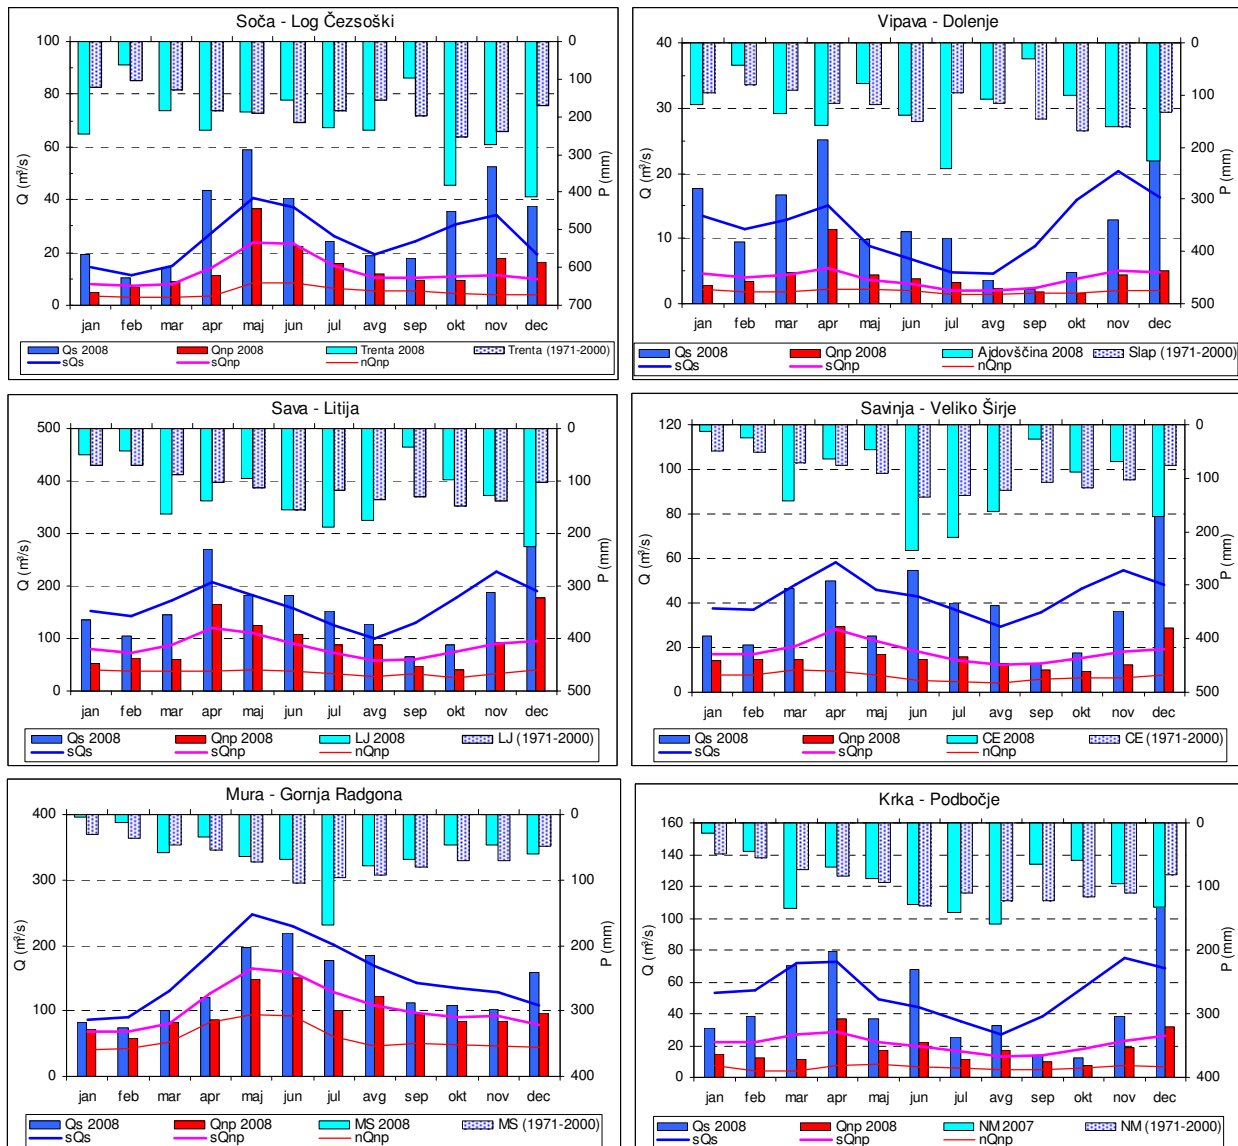 Soča - Log Čezsoški
Q (m³/s)
P (mm)
100
80
60
40
20
0
0
100
200
300
400
500
600
700
jan feb mar apr maj jun jul avg sep okt nov dec
Qs 2008 Qnp 2008 Trenta 2008 Trenta (1971-2000)
sQs sQnp nQnp
Vipava - Dolenje
Q (m³/s)
P (mm)
40
30
20
10
0
0
100
200
300
400
500
jan feb mar apr maj jun jul avg sep okt nov dec
Qs 2008 Qnp 2008 Ajdovščina 2008 Slap (1971-2000)
sQs sQnp nQnp
Sava - Litija
Q (m³/s)
P (mm)
500
400
300
200
100
0
0
100
200
300
400
500
jan feb mar apr maj jun jul avg sep okt nov dec
Qs 2008 Qnp 2008 LJ 2008 LJ (1971-2000)
sQs sQnp nQnp
Savinja - Veliko Širje
Q (m³/s)
P (mm)
120
100
80
60
40
20
0
0
100
200
300
400
500
jan feb mar apr maj jun jul avg sep okt nov dec
Qs 2008 Qnp 2008 CE 2008 CE (1971-2000)
sQs sQnp nQnp
Mura - Gornja Radgona
Q (m³/s)
P (mm)
400
300
200
100
0
0
100
200
300
400
jan feb mar apr maj jun jul avg sep okt nov dec
Qs 2008 Qnp 2008 MS 2008 MS (1971-2000)
sQs sQnp nQnp
Krka - Podbočje
Q (m³/s)
P (mm)
160
140
120
100
80
60
40
20
0
0
100
200
300
400
jan feb mar apr maj jun jul avg sep okt nov dec
Qs 2008 Qnp 2008 NM 2007 NM (1971-2000)
sQs sQnp nQnp